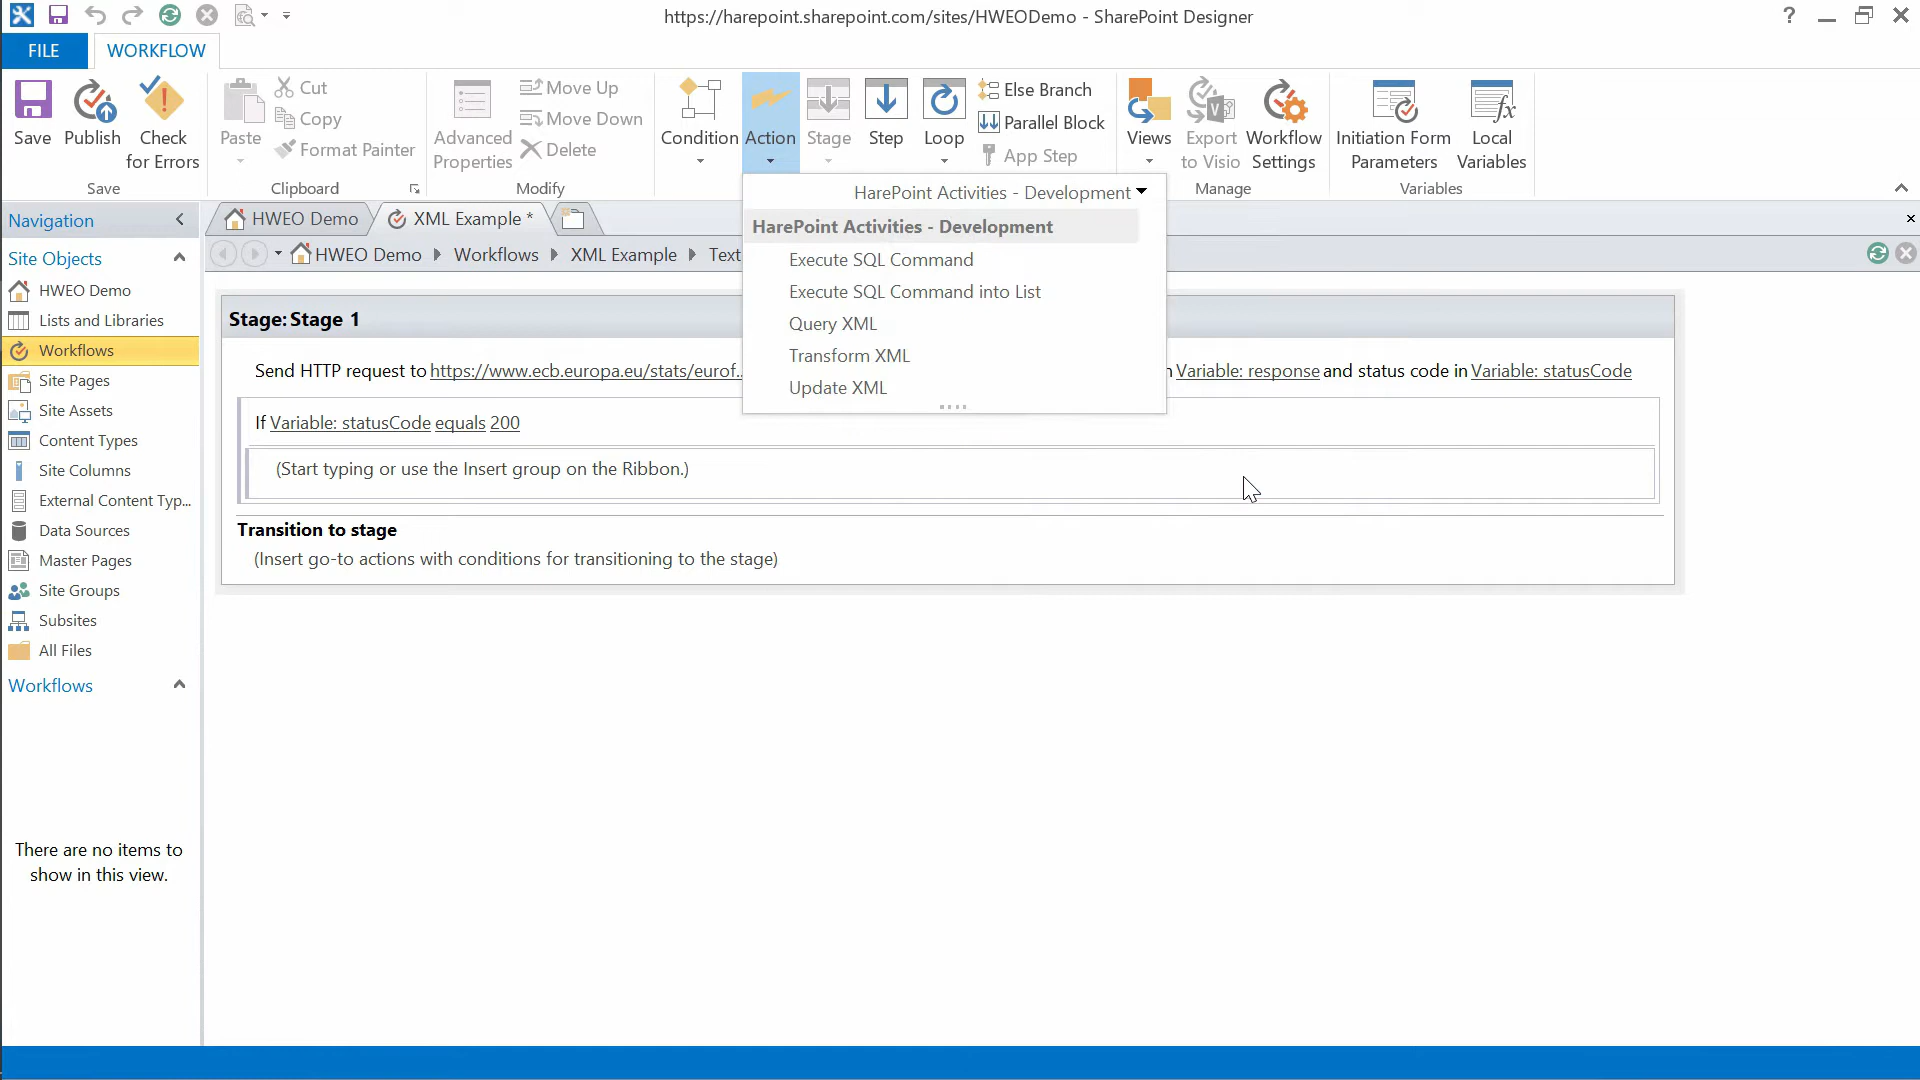 https://harepoint.sharepoint.com/sites/HWEODemo - SharePoint Designer
FILE
WORKFLOW
Save
Publish
Check for Errors
Save
Paste
Cut
Copy
Format Painter
Clipboard
Advanced Properties
Move Up
Move Down
Delete
Modify
Condition
Action
Stage
Step
Loop
Else Branch
Parallel Block
App Step
Views
Export to Visio
Workflow Settings
Manage
Initiation Form Parameters
Local Variables
Variables
HarePoint Activities - Development
HarePoint Activities - Development
Execute SQL Command
Execute SQL Command into List
Query XML
Transform XML
Update XML
Navigation
HWEO Demo
XML Example *
HWEO Demo
Workflows
XML Example
Text
Site Objects
HWEO Demo
Lists and Libraries
Workflows
Site Pages
Site Assets
Content Types
Site Columns
External Content Typ...
Data Sources
Master Pages
Site Groups
Subsites
All Files
Workflows
There are no items to
show in this view.
Stage: Stage 1
Send HTTP request to https://www.ecb.europa.eu/stats/eurof... Variable: response and status code in Variable: statusCode
If Variable: statusCode equals 200
(Start typing or use the Insert group on the Ribbon.)
Transition to stage
(Insert go-to actions with conditions for transitioning to the stage)